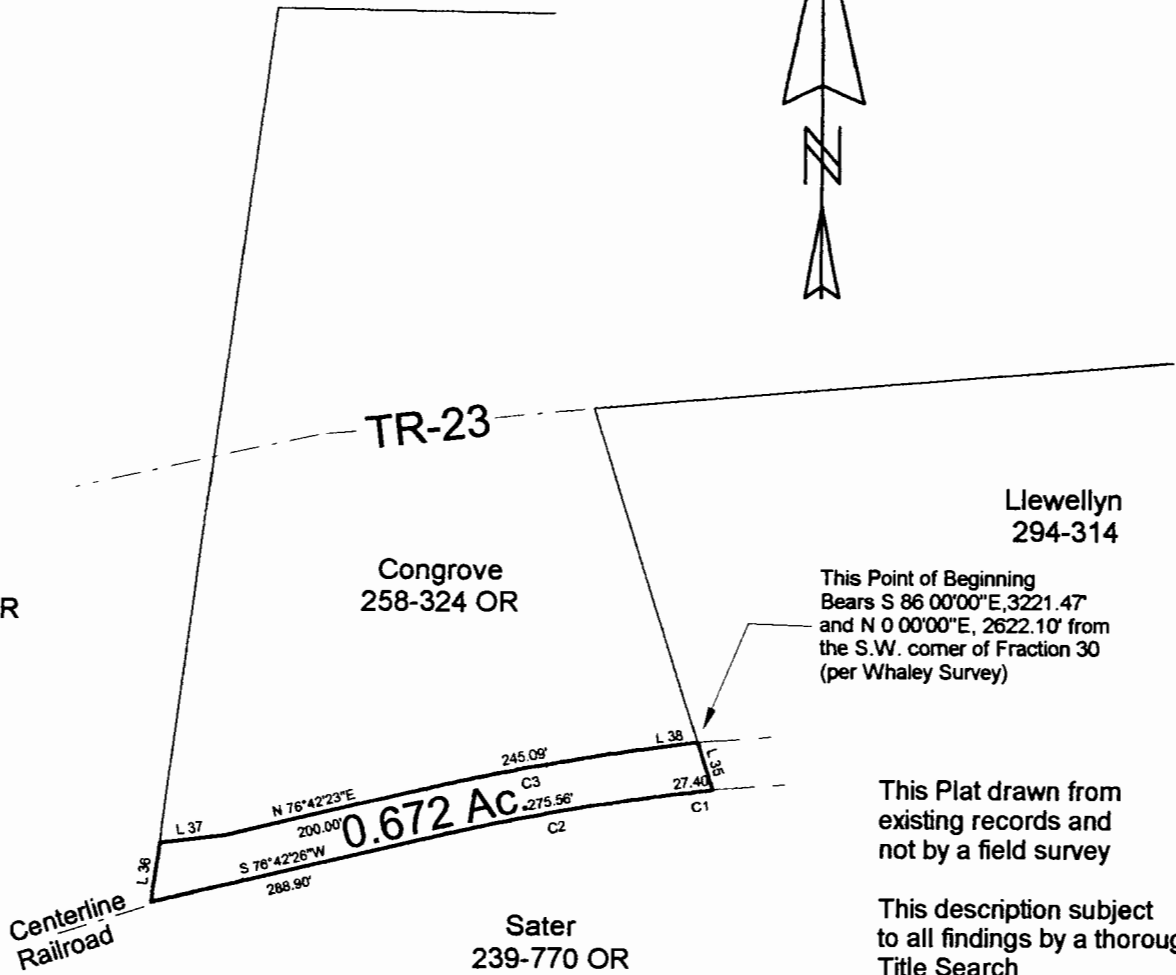 N
TR-23
Llewellyn
294-314
Congrove
258-324 OR
R
This Point of Beginning
Bears S 86 00'00"E,3221.47'
and N 0 00'00"E, 2622.10' from
the S.W. corner of Fraction 30
(per Whaley Survey)
L 38
245.09'
L 35
C3
N 76°42'23"E
27.40
L 37
0.672 Ac.
275.56'
C1
200.00'
C2
S 76°42'26"W
L 36
288.90'
This Plat drawn from
existing records and
not by a field survey
Centerline
Railroad
Sater
239-770 OR
This description subject
to all findings by a thoroug
Title Search